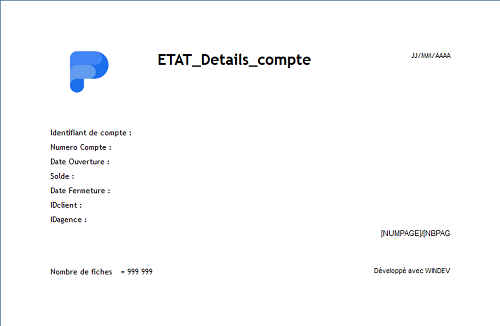 ETAT_Details_compte
JJ/MM/AAAA
Identifiant de compte :
Numero Compte :
Date Ouverture :
Solde :
Date Fermeture :
IDclient :
IDagence :
[NUMPAGE]/[NBPAG
Nombre de fiches = 999 999
Développé avec WINDEV